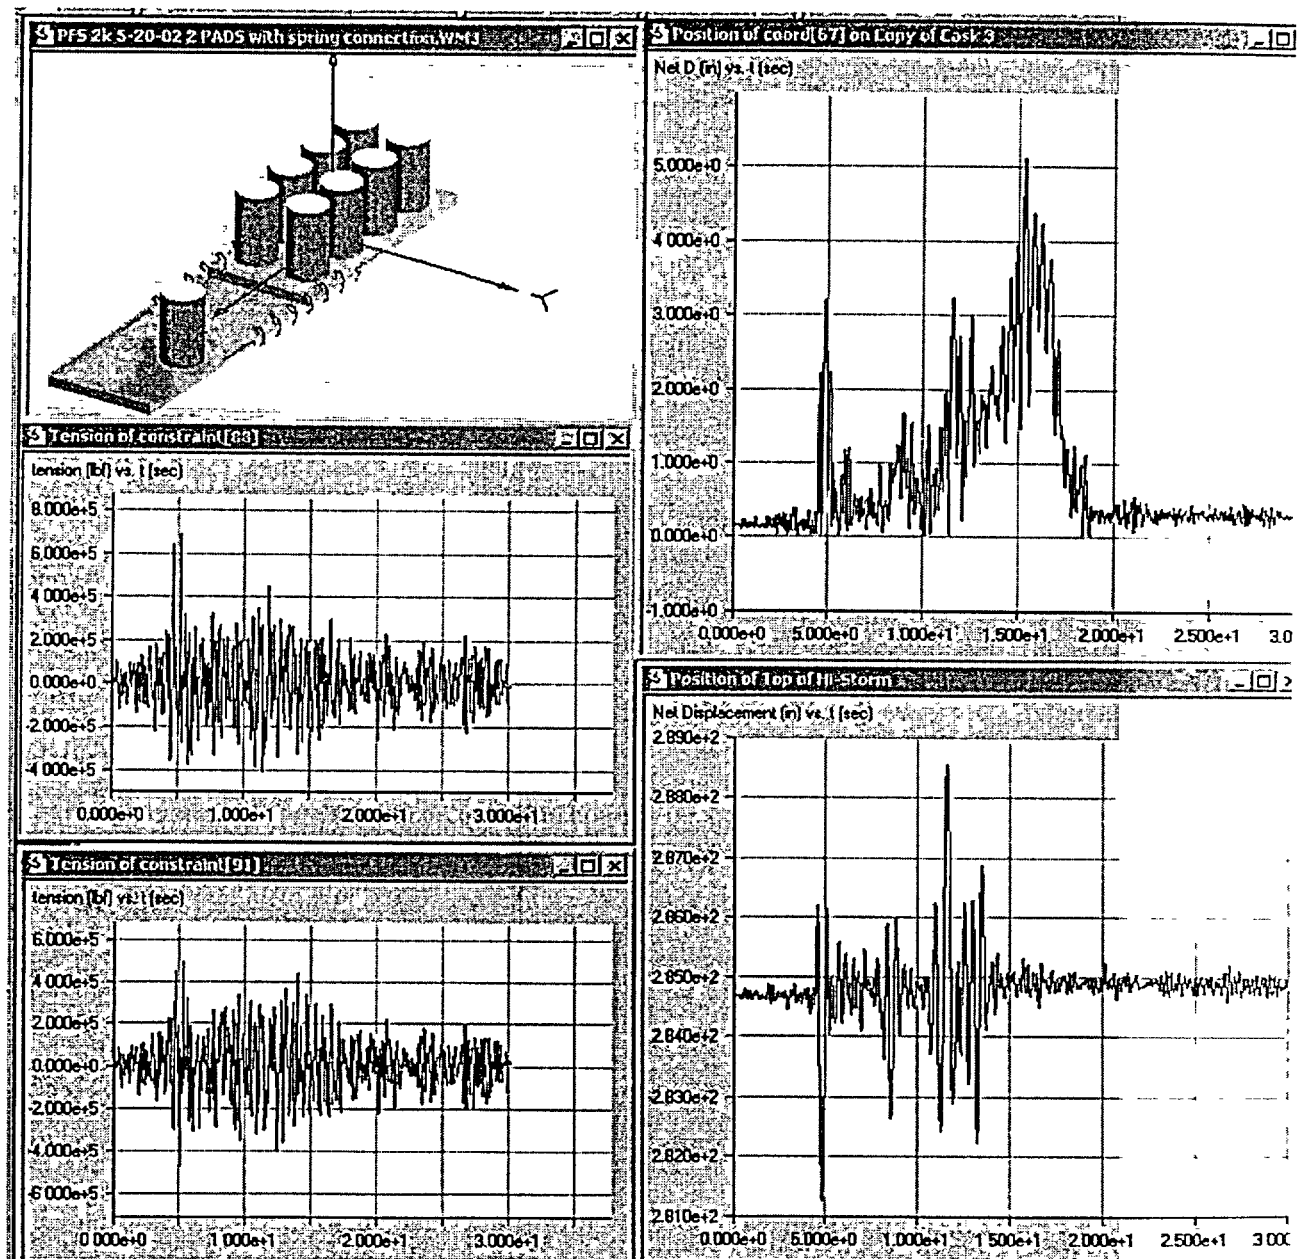 PFS 2k 5-20-02 2 PADS with spring connection.WM3
Y
Tension of constraint[83]
tension (lbf) vs. t (sec)
8.000e+5
6.000e+5
4.000e+5
2.000e+5
0.000e+0
-2.000e+5
-4.000e+5
0.000e+0 1.000e+1 2.000e+1 3.000e+1
Tension of constraint[91]
tension (lbf) vs. t (sec)
6.000e+5
4.000e+5
2.000e+5
0.000e+0
-2.000e+5
-4.000e+5
-6.000e+5
0.000e+0 1.000e+1 2.000e+1 3.000e+1
Position of coord[67] on Copy of Cask 3
Net D (in) vs. t (sec)
5.000e+0
4.000e+0
3.000e+0
2.000e+0
1.000e+0
0.000e+0
-1.000e+0
0.000e+0 5.000e+0 1.000e+1 1.500e+1 2.000e+1 2.500e+1 3.0
Position of Top of Hi-Storm
Net Displacement (in) vs. t (sec)
2.890e+2
2.880e+2
2.870e+2
2.860e+2
2.850e+2
2.840e+2
2.830e+2
2.820e+2
2.810e+2
0.000e+0 5.000e+0 1.000e+1 1.500e+1 2.000e+1 2.500e+1 3.000